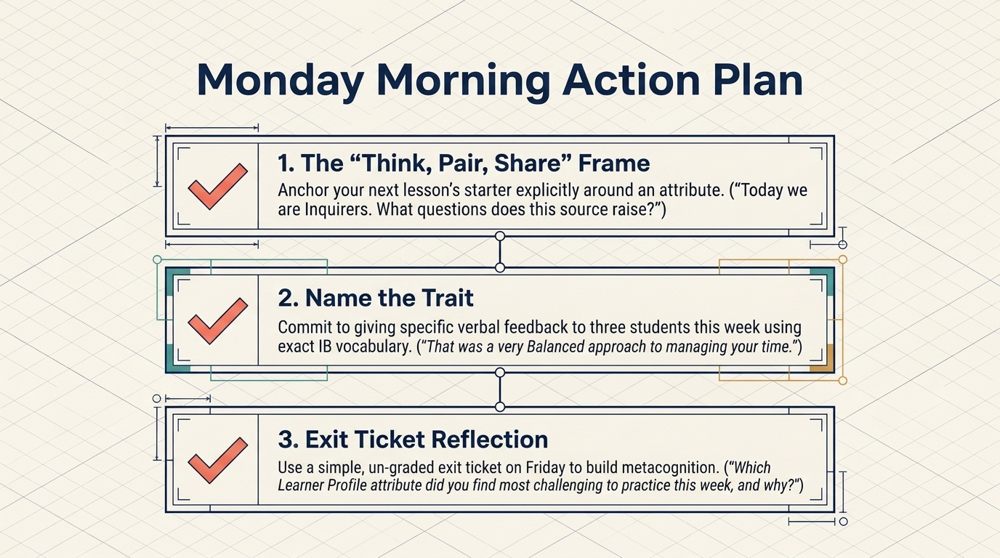 Monday Morning Action Plan
1. The “Think, Pair, Share” Frame
Anchor your next lesson’s starter explicitly around an attribute. (“Today we
are Inquirers. What questions does this source raise?”)
2. Name the Trait
Commit to giving specific verbal feedback to three students this week using
exact IB vocabulary. (“That was a very Balanced approach to managing your time.”)
3. Exit Ticket Reflection
Use a simple, un-graded exit ticket on Friday to build metacognition. (“Which
Learner Profile attribute did you find most challenging to practice this week, and why?”)